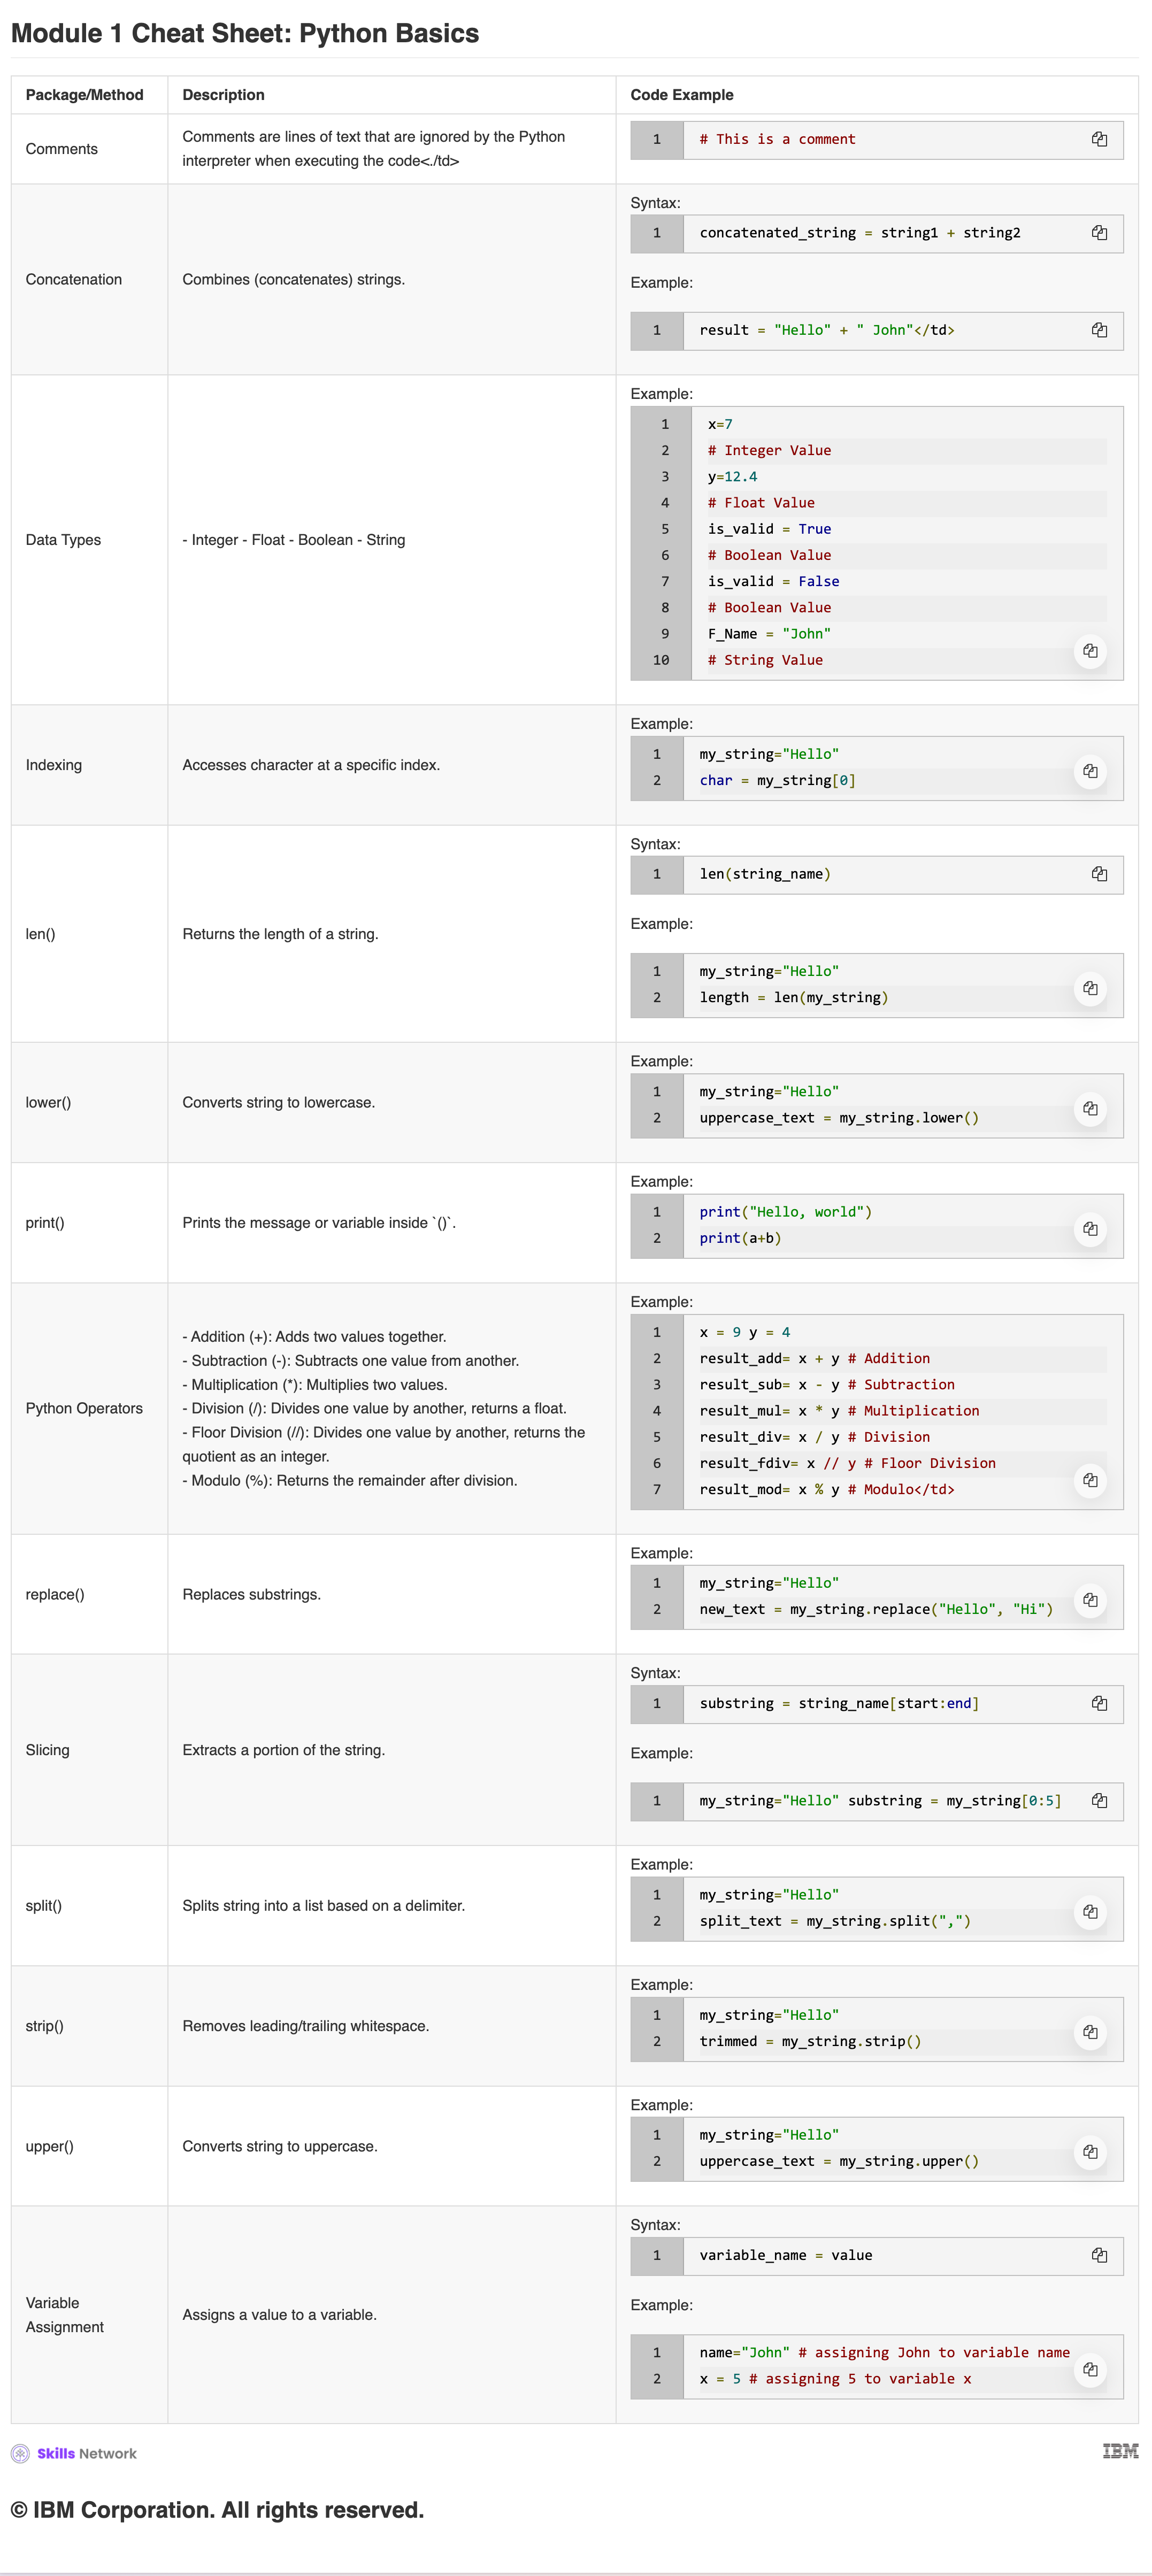 Module 1 Cheat Sheet: Python Basics
Package/Method Description Code Example
Comments
Comments are lines of text that are ignored by the Python
interpreter when executing the code<./td>
1 # This is a comment
Concatenation
Combines (concatenates) strings.
Syntax:
1 concatenated_string = string1 + string2
Example:
1 result = "Hello" + " John"</td>
Data Types
- Integer - Float - Boolean - String
Example:
1 x=7
2 # Integer Value
3 y=12.4
4 # Float Value
5 is_valid = True
6 # Boolean Value
7 is_valid = False
8 # Boolean Value
9 F_Name = "John"
10 # String Value
Indexing
Accesses character at a specific index.
Example:
1 my_string="Hello"
2 char = my_string[0]
len()
Returns the length of a string.
Syntax:
1 len(string_name)
Example:
1 my_string="Hello"
2 length = len(my_string)
lower()
Converts string to lowercase.
Example:
1 my_string="Hello"
2 uppercase_text = my_string.lower()
print()
Prints the message or variable inside `()`.
Example:
1 print("Hello, world")
2 print(a+b)
Python Operators
- Addition (+): Adds two values together.
- Subtraction (-): Subtracts one value from another.
- Multiplication (*): Multiplies two values.
- Division (/): Divides one value by another, returns a float.
- Floor Division (//): Divides one value by another, returns the
quotient as an integer.
- Modulo (%): Returns the remainder after division.
Example:
1 x = 9 y = 4
2 result_add= x + y # Addition
3 result_sub= x - y # Subtraction
4 result_mul= x * y # Multiplication
5 result_div= x / y # Division
6 result_fdiv= x // y # Floor Division
7 result_mod= x % y # Modulo</td>
replace()
Replaces substrings.
Example:
1 my_string="Hello"
2 new_text = my_string.replace("Hello", "Hi")
Slicing
Extracts a portion of the string.
Syntax:
1 substring = string_name[start:end]
Example:
1 my_string="Hello" substring = my_string[0:5]
split()
Splits string into a list based on a delimiter.
Example:
1 my_string="Hello"
2 split_text = my_string.split(",")
strip()
Removes leading/trailing whitespace.
Example:
1 my_string="Hello"
2 trimmed = my_string.strip()
upper()
Converts string to uppercase.
Example:
1 my_string="Hello"
2 uppercase_text = my_string.upper()
Variable
Assignment
Assigns a value to a variable.
Syntax:
1 variable_name = value
Example:
1 name="John" # assigning John to variable name
2 x = 5 # assigning 5 to variable x
Skills Network
IBM
© IBM Corporation. All rights reserved.